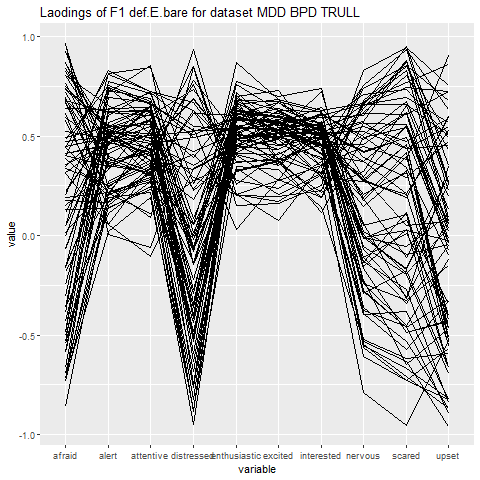 Laodings of F1 def.E.bare for dataset MDD BPD TRULL
1.0
0.5
0.0
-0.5
-1.0
value
afraid alert attentive distressed enthusiastic excited interested nervous scared upset
variable